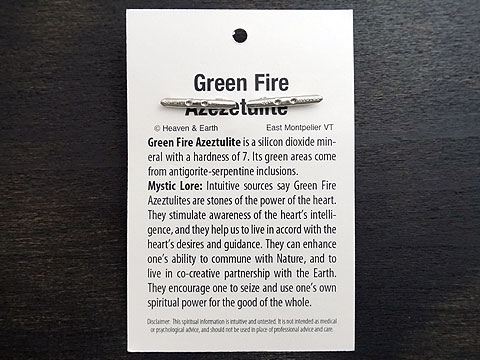 Green Fire
Azezetulite
© Heaven & Earth East Montpelier VT
Green Fire Azeztulite is a silicon dioxide min-
eral with a hardness of 7. Its green areas come
from antigorite-serpentine inclusions.
Mystic Lore: Intuitive sources say Green Fire
Azeztulites are stones of the power of the heart.
They stimulate awareness of the heart's intelli-
gence, and they help us to live in accord with the
heart's desires and guidance. They can enhance
one's ability to commune with Nature, and to
live in co-creative partnership with the Earth.
They encourage one to seize and use one's own
spiritual power for the good of the whole.
Disclaimer: This spiritual information is intuitive and untested. It is not intended as medical
or psychological advice, and should not be used in place of professional advice and care.